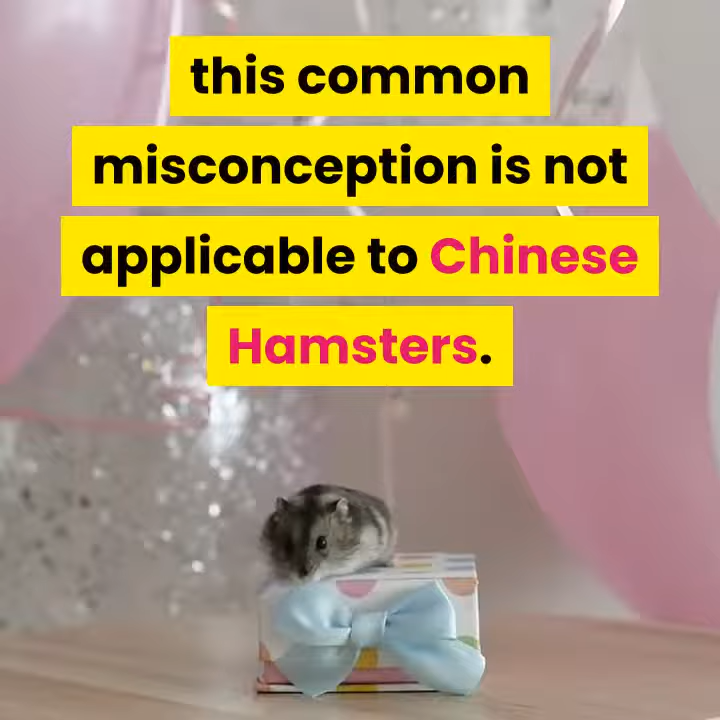 this common
misconception is not
applicable to Chinese
Hamsters.